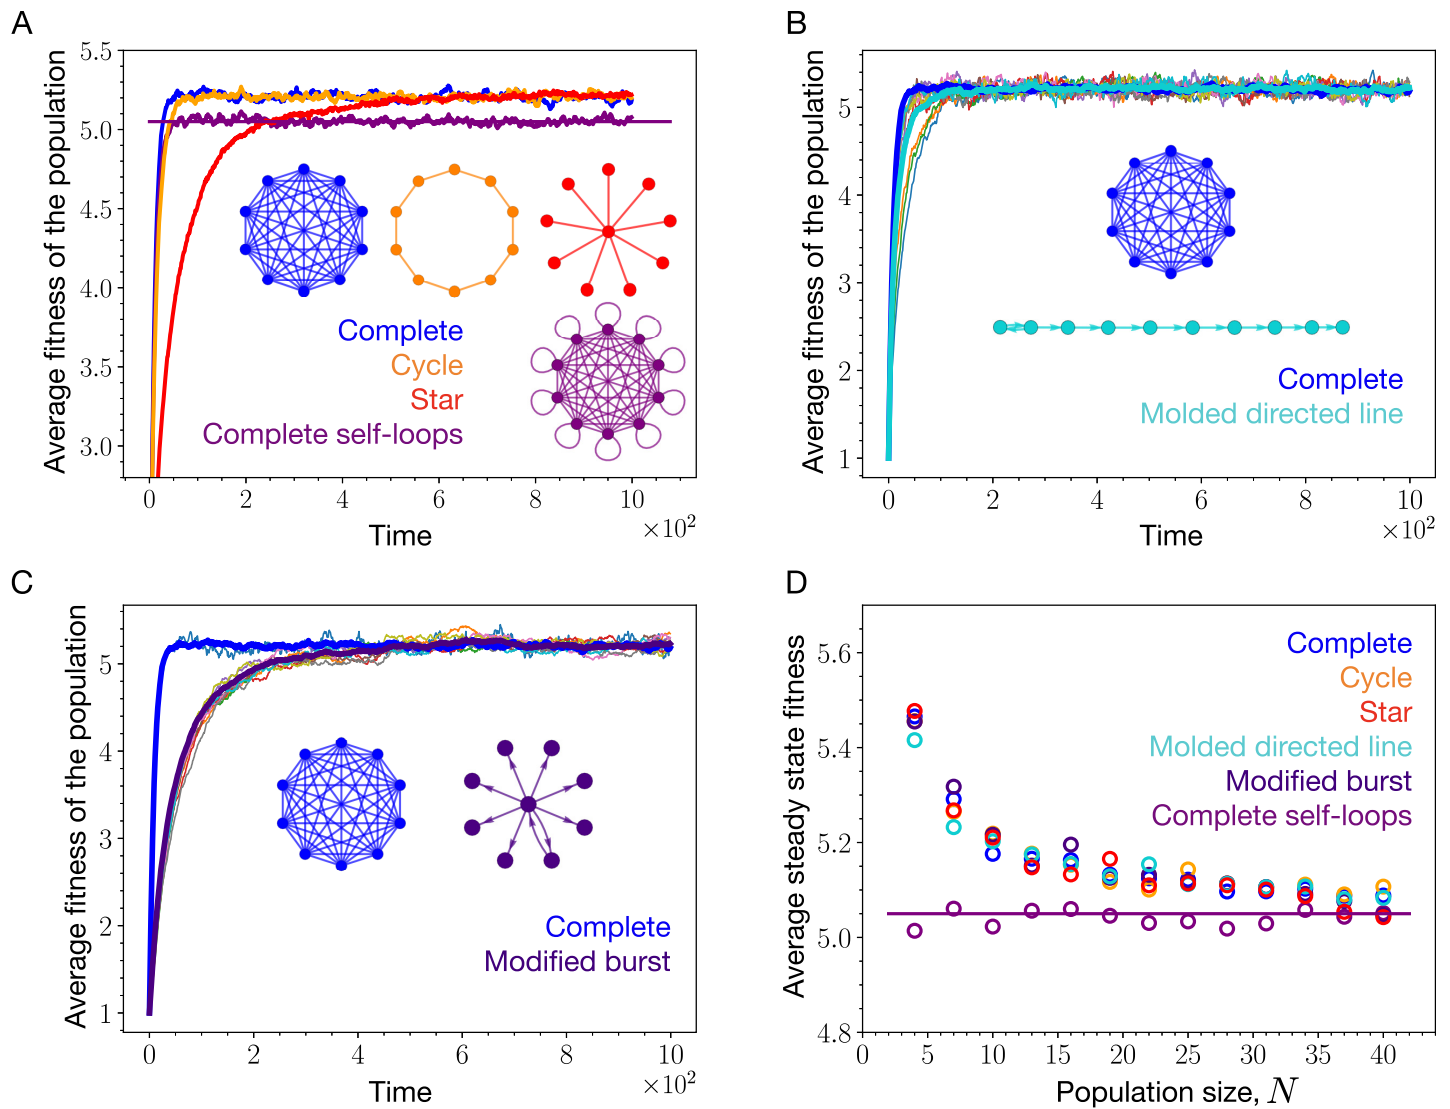 A
Average fitness of the population
5.5
5.0
4.5
4.0
3.5
3.0
Complete
Cycle
Star
Complete self-loops
0 2 4 6 8 10
×10²
Time
B
Average fitness of the population
5
4
3
2
1
Complete
Molded directed line
0 2 4 6 8 10
×10²
Time
C
Average fitness of the population
5
4
3
2
1
Complete
Modified burst
0 2 4 6 8 10
×10²
Time
D
Average steady state fitness
5.6
5.4
5.2
5.0
4.8
Complete
Cycle
Star
Molded directed line
Modified burst
Complete self-loops
0 5 10 15 20 25 30 35 40
Population size, N